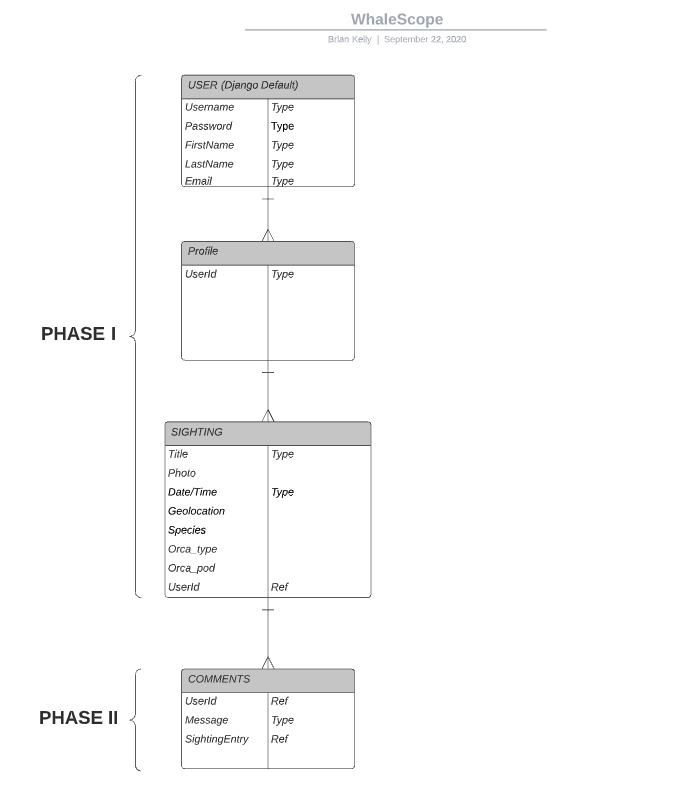 WhaleScope
Brian Kelly | September 22, 2020
USER (Django Default)
Username Type
Password Type
FirstName Type
LastName Type
Email Type
Profile
UserId Type
PHASE I
SIGHTING
Title Type
Photo
Date/Time Type
Geolocation
Species
Orca_type
Orca_pod
UserId Ref
COMMENTS
UserId Ref
PHASE II
Message Type
SightingEntry Ref